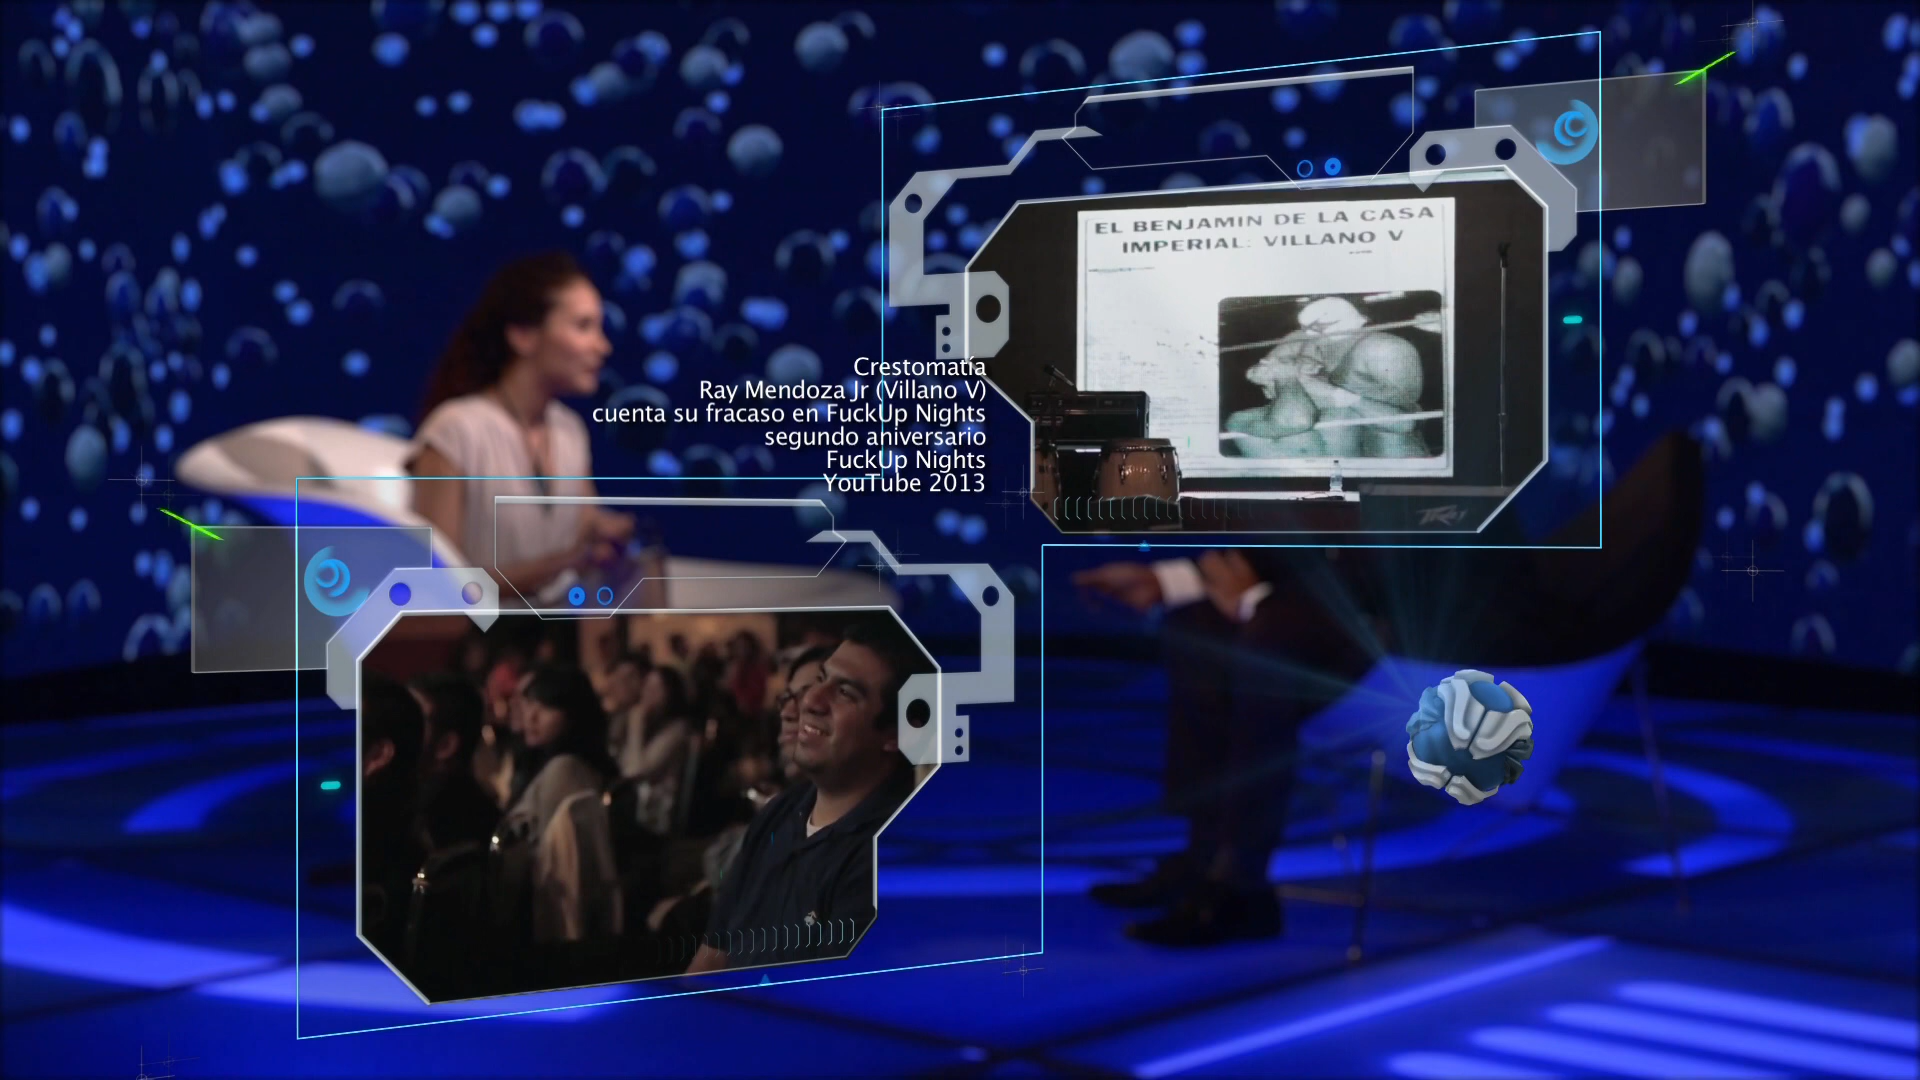 EL BENJAMIN DE LA CASA
IMPERIAL: VILLANO V
Crestomatía
Ray Mendoza Jr (Villano V)
cuenta su fracaso en FuckUp Nights
segundo aniversario
FuckUp Nights
YouTube 2013